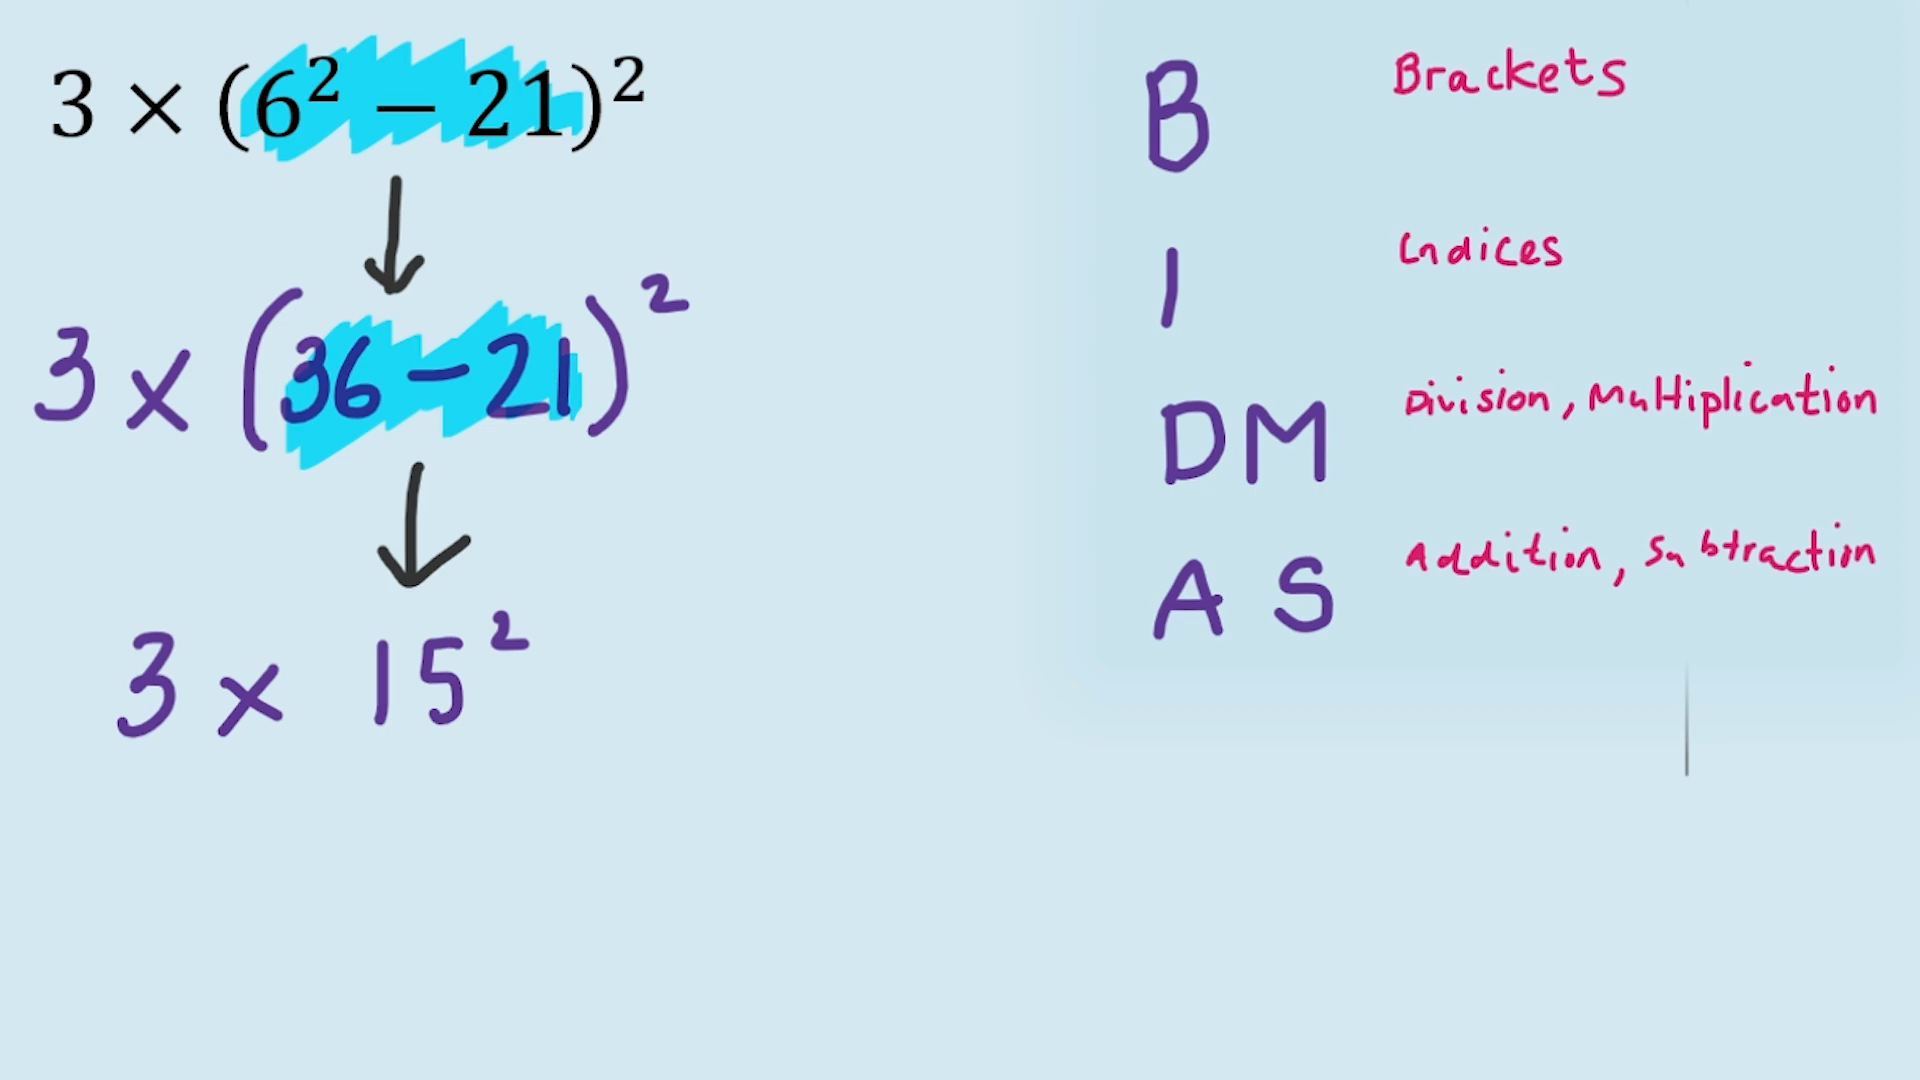 3 × (6² − 21)²
3 × (36 − 21)²
3 × 15²
B Brackets
I Indices
DM Division, Multiplication
A S Addition, Subtraction